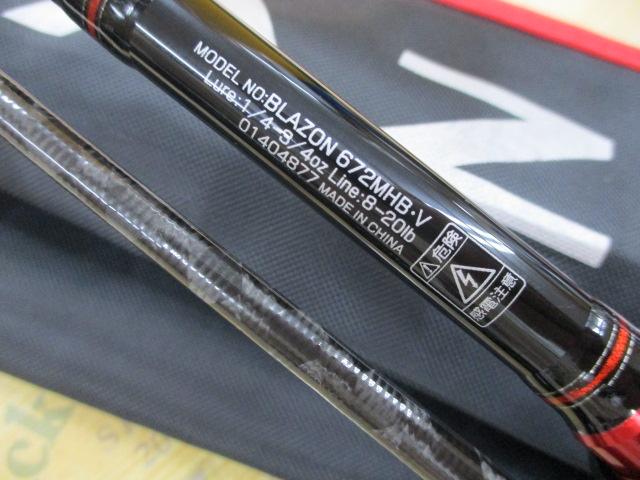 MODEL NO:BLAZON 672MHB・V
Lure:1/4-3/4oz Line:8-20lb
01404877 MADE IN CHINA
危険
感電注意
N
ck